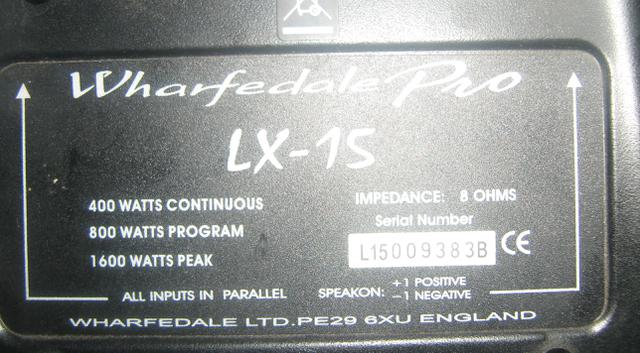 Wharfedale Pro
LX-15
400 WATTS CONTINUOUS
800 WATTS PROGRAM
1600 WATTS PEAK
IMPEDANCE: 8 OHMS
Serial Number
L15009383B CE
ALL INPUTS IN PARALLEL
SPEAKON: +1 POSITIVE
−1 NEGATIVE
WHARFEDALE LTD.PE29 6XU ENGLAND